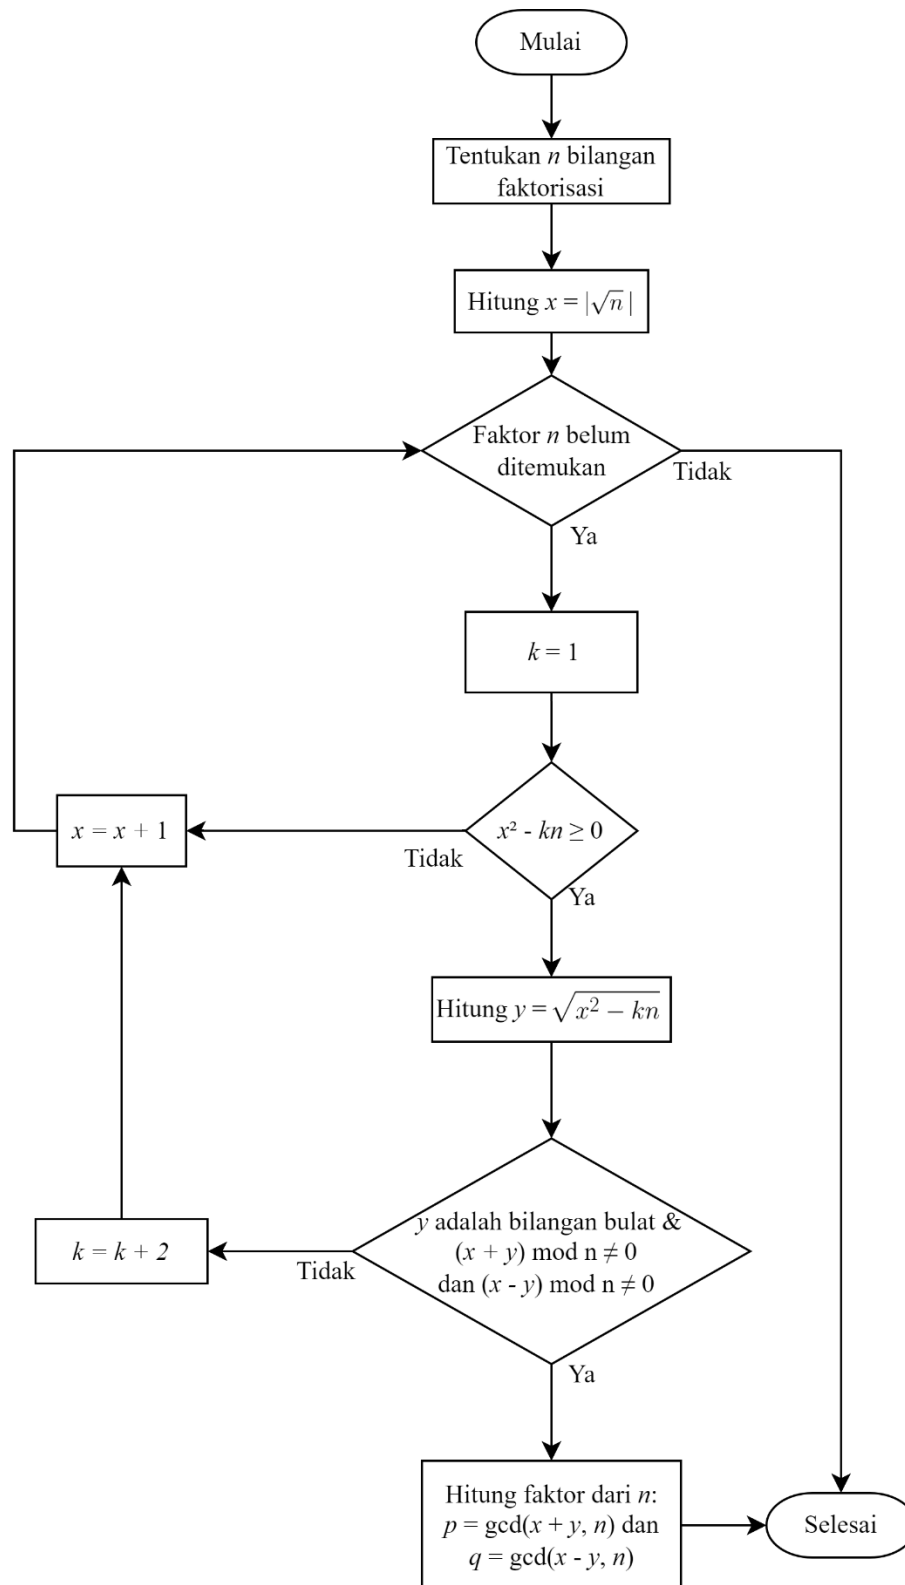 Mulai
Tentukan n bilangan
faktorisasi
Hitung x = |√n|
Faktor n belum
ditemukan
Tidak
Ya
k = 1
x = x + 1
x² - kn ≥ 0
Tidak
Ya
Hitung y = √(x² − kn)
y adalah bilangan bulat &
(x + y) mod n ≠ 0
dan (x - y) mod n ≠ 0
k = k + 2
Tidak
Ya
Hitung faktor dari n:
p = gcd(x + y, n) dan
q = gcd(x - y, n)
Selesai